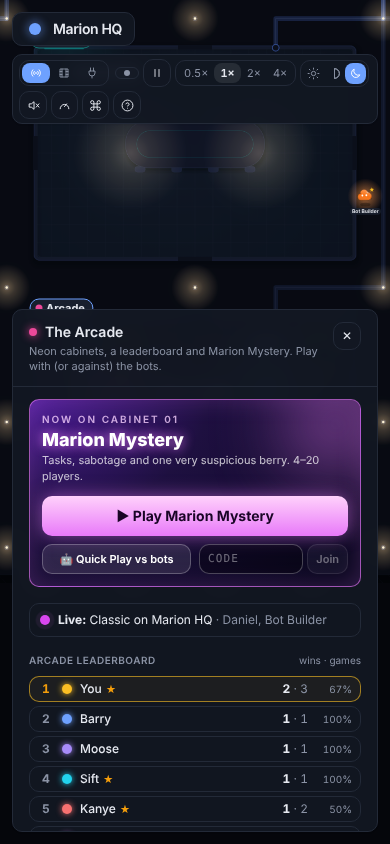 Marion HQ
0.5× 1× 2× 4×
Bot Builder
Arcade
The Arcade
Neon cabinets, a leaderboard and Marion Mystery. Play
with (or against) the bots.
NOW ON CABINET 01
Marion Mystery
Tasks, sabotage and one very suspicious berry. 4–20
players.
▶ Play Marion Mystery
🤖 Quick Play vs bots CODE Join
Live: Classic on Marion HQ · Daniel, Bot Builder
ARCADE LEADERBOARD wins · games
1 You ★ 2 · 3 67%
2 Barry 1 · 1 100%
3 Moose 1 · 1 100%
4 Sift ★ 1 · 1 100%
5 Kanye ★ 1 · 2 50%